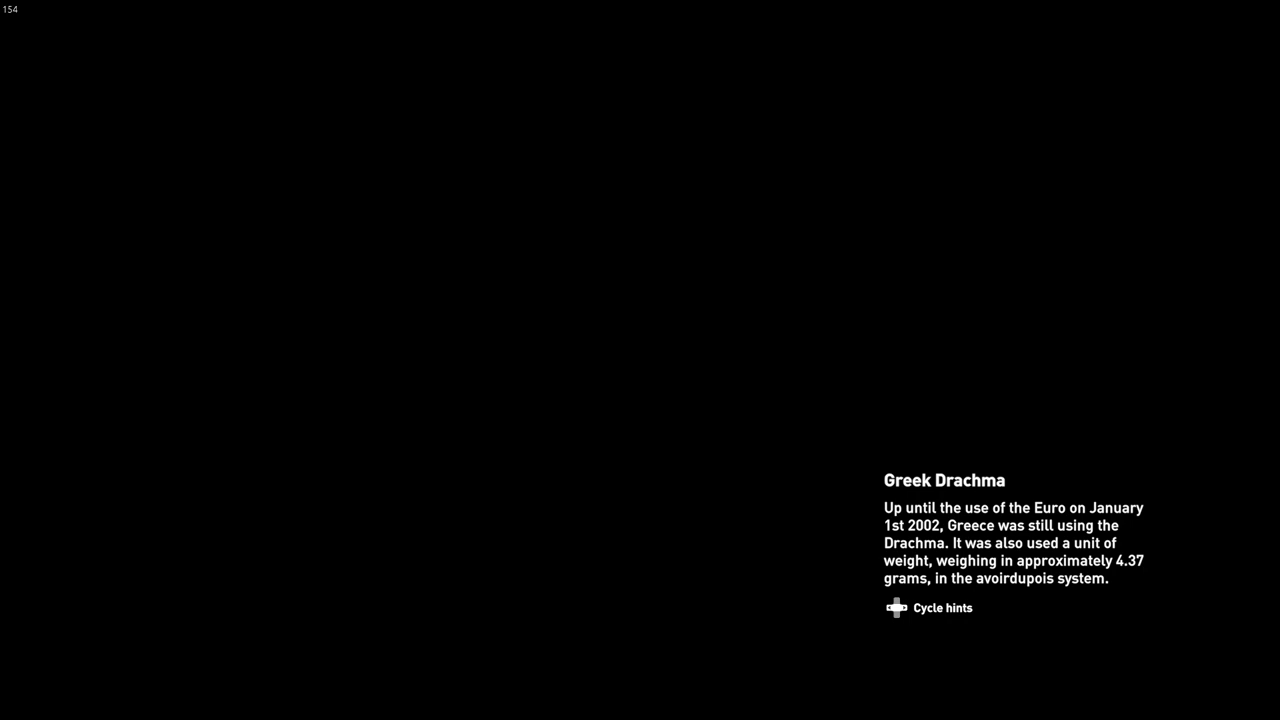 154
Greek Drachma
Up until the use of the Euro on January
1st 2002, Greece was still using the
Drachma. It was also used a unit of
weight, weighing in approximately 4.37
grams, in the avoirdupois system.
Cycle hints